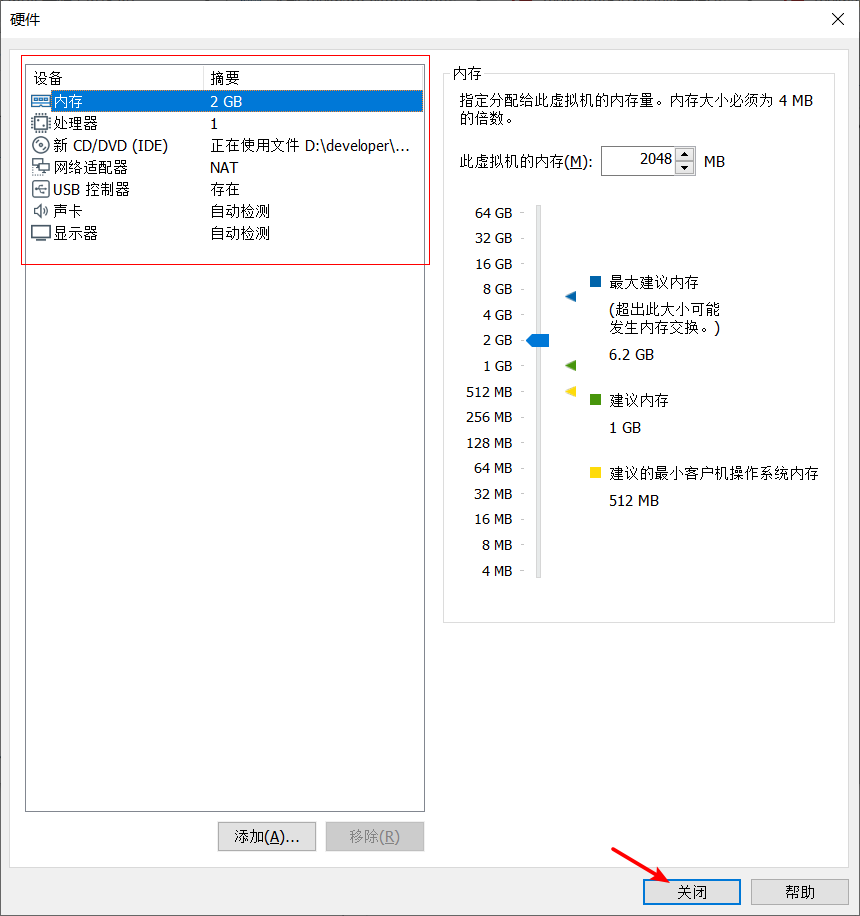 硬件
设备 摘要
内存 2 GB
处理器 1
新 CD/DVD (IDE) 正在使用文件 D:\developer\...
网络适配器 NAT
USB 控制器 存在
声卡 自动检测
显示器 自动检测
添加(A)... 移除(R)
内存
指定分配给此虚拟机的内存量。内存大小必须为 4 MB
的倍数。
此虚拟机的内存(M): 2048 MB
64 GB
32 GB
16 GB
8 GB
4 GB
2 GB
1 GB
512 MB
256 MB
128 MB
64 MB
32 MB
16 MB
8 MB
4 MB
最大建议内存
(超出此大小可能
发生内存交换。)
6.2 GB
建议内存
1 GB
建议的最小客户机操作系统内存
512 MB
关闭 帮助